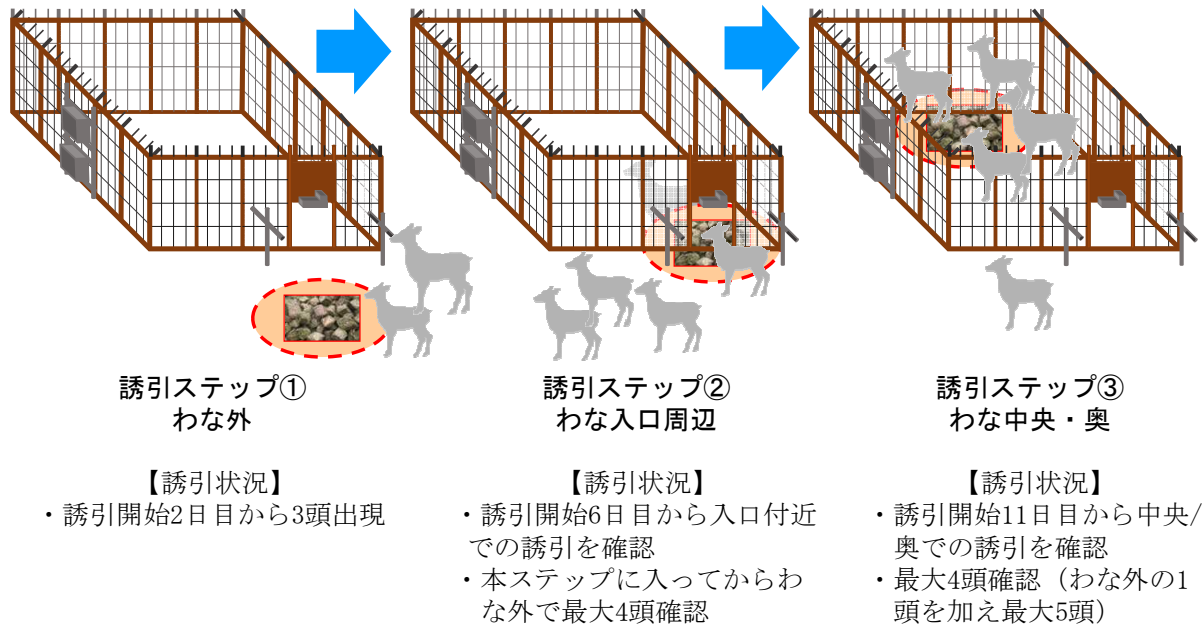 誘引ステップ①
わな外
【誘引状況】
・誘引開始2日目から3頭出現
誘引ステップ②
わな入口周辺
【誘引状況】
・誘引開始6日目から入口付近
での誘引を確認
・本ステップに入ってからわ
な外で最大4頭確認
誘引ステップ③
わな中央・奥
【誘引状況】
・誘引開始11日目から中央/
奥での誘引を確認
・最大4頭確認（わな外の1
頭を加え最大5頭）